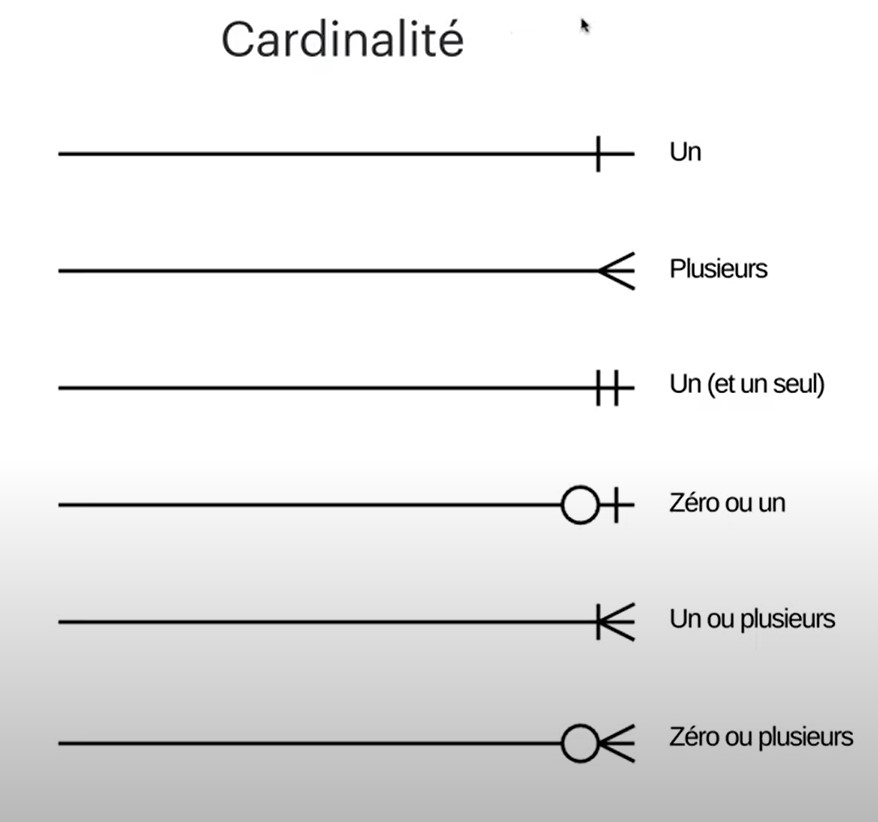 Cardinalité
Un
Plusieurs
Un (et un seul)
Zéro ou un
Un ou plusieurs
Zéro ou plusieurs